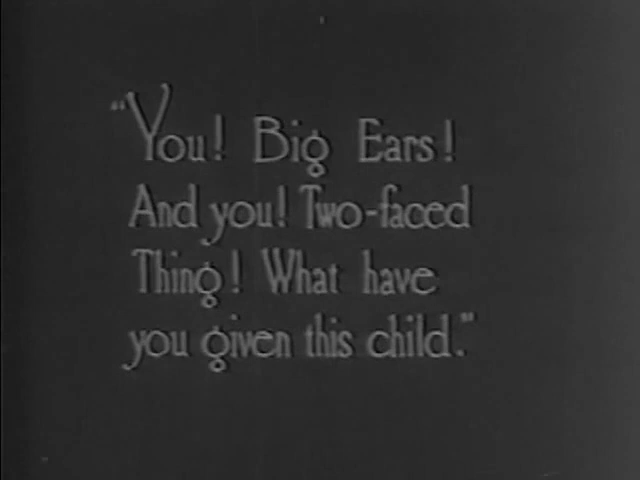 "You! Big Ears!
And you! Two-faced
Thing! What have
you given this child."